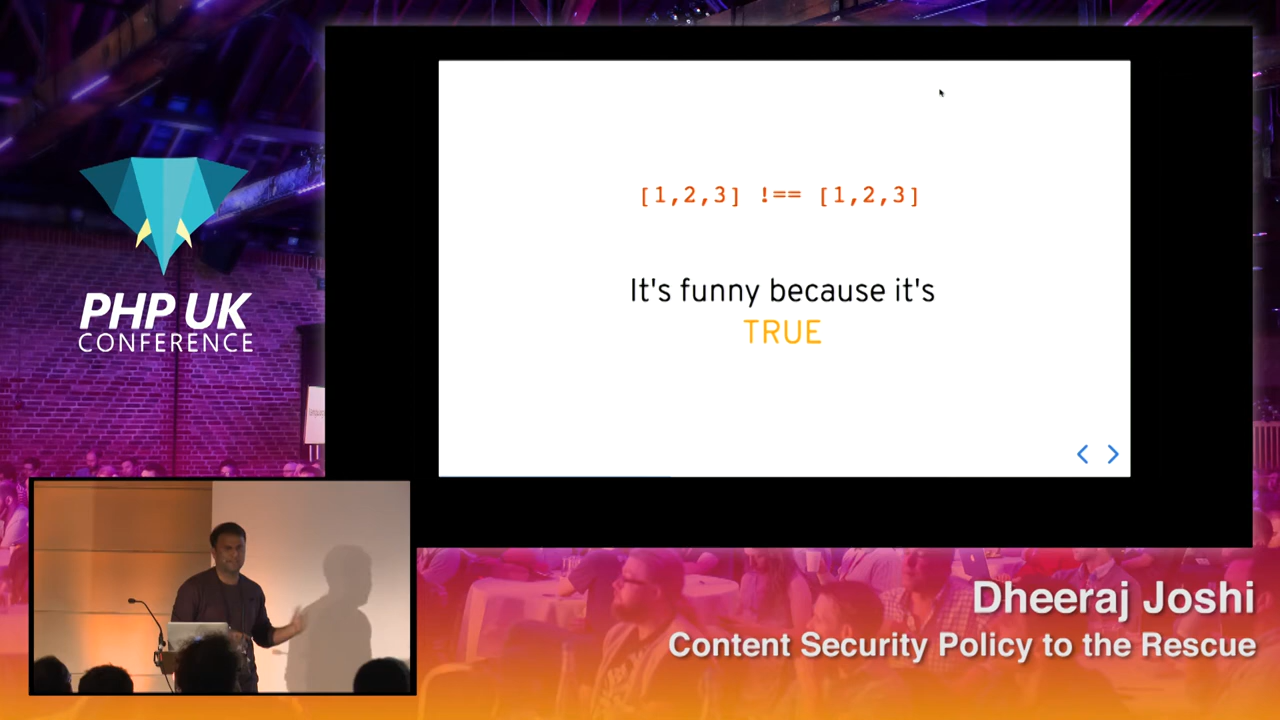 PHP UK
CONFERENCE
[1,2,3] !== [1,2,3]
It's funny because it's
TRUE
Dheeraj Joshi
Content Security Policy to the Rescue